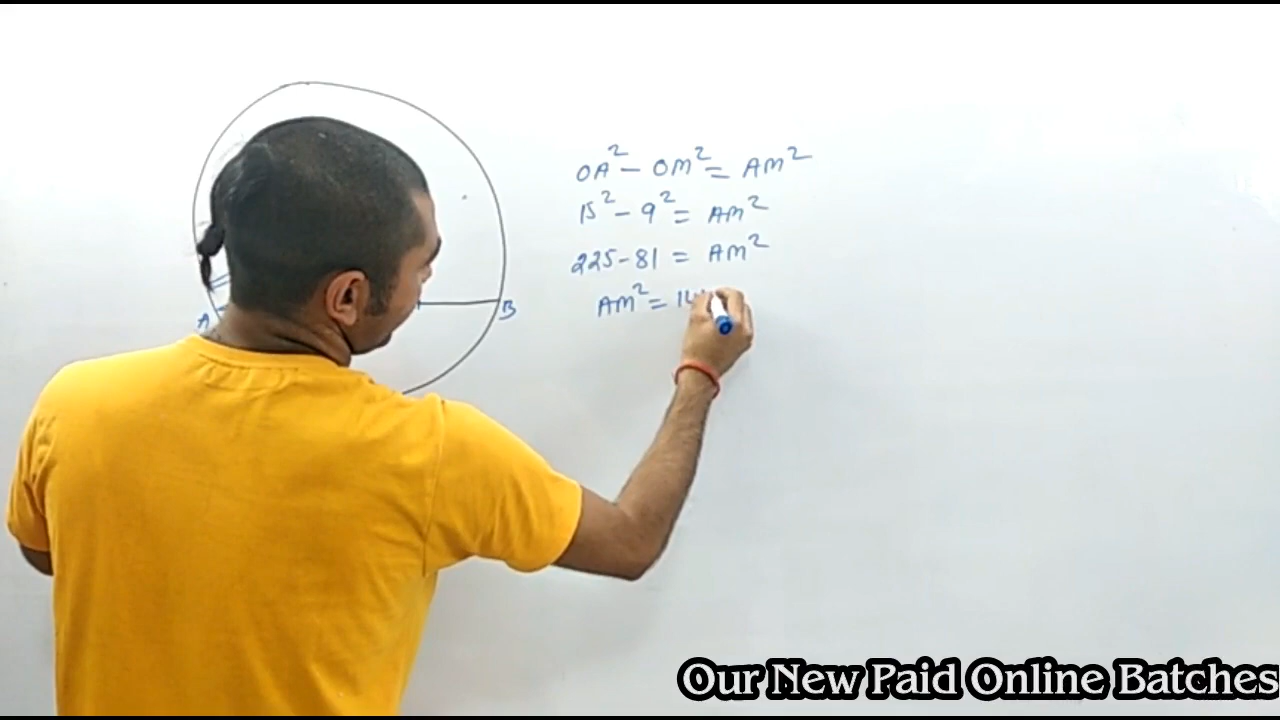 OA² - OM² = AM²
15² - 9² = AM²
225 - 81 = AM²
A B
AM² = 14
Our New Paid Online Batches